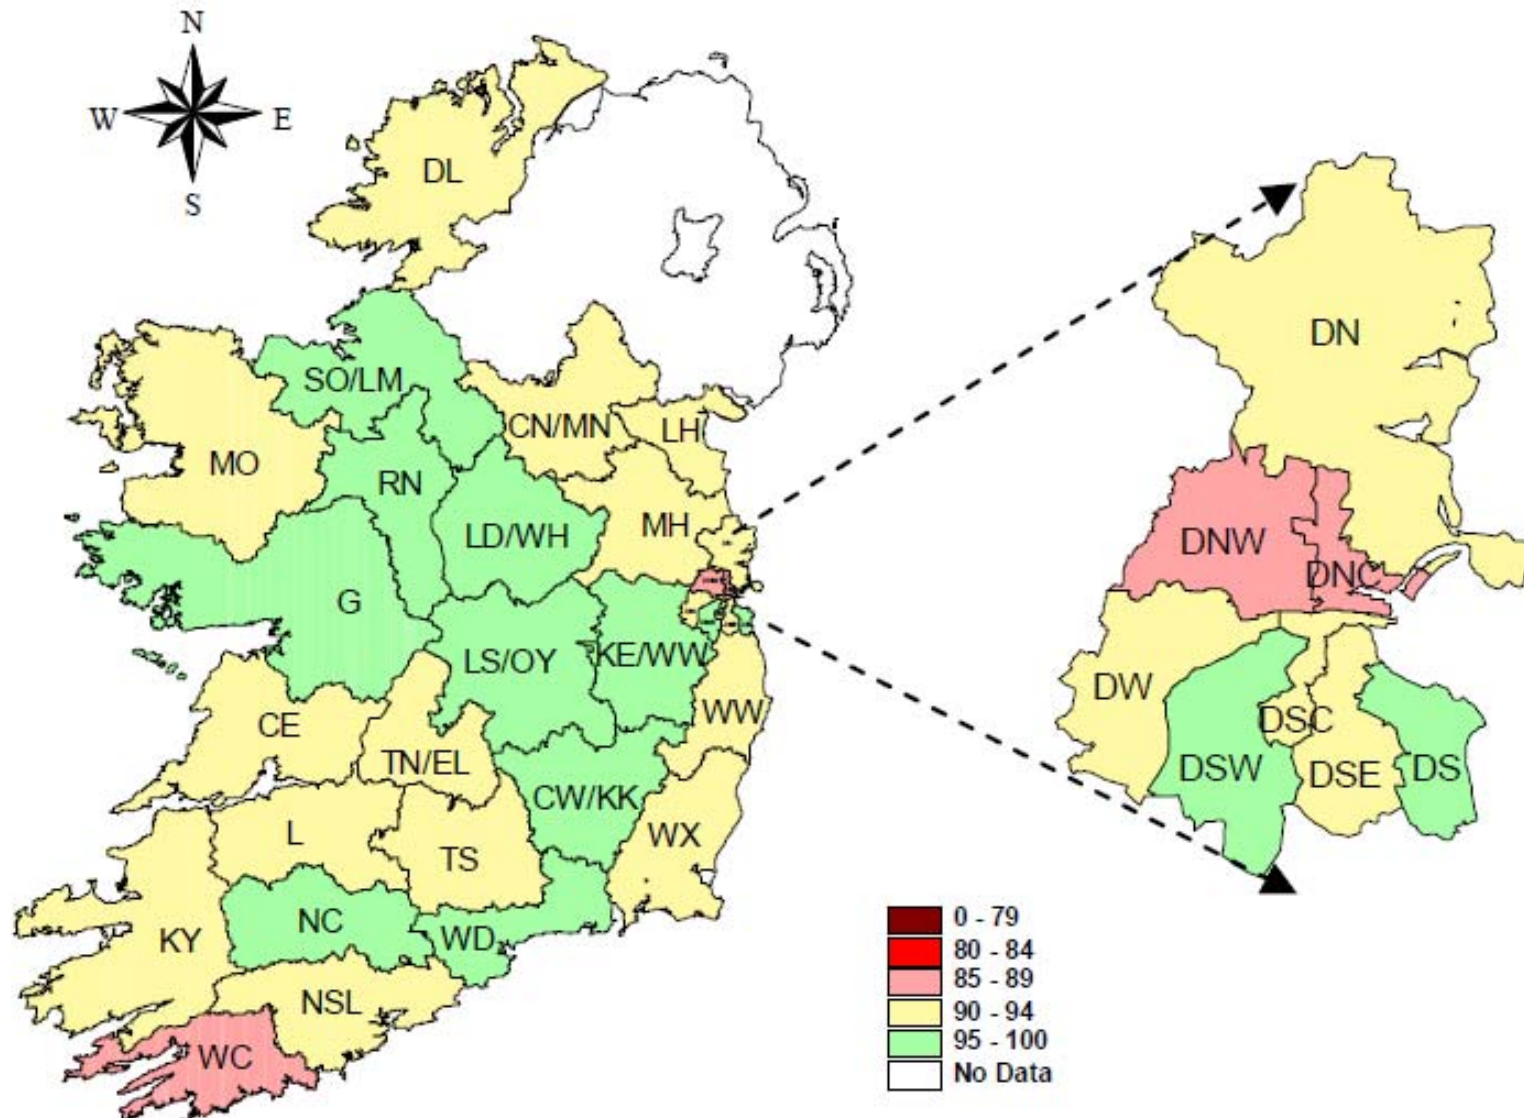 N
W E
S
DL
DN
SO/LM
CN/MN LH
MO
RN
LD/WH MH
DNW
DNC
G
LS/OY KE/WW
DW
CE WW
DSC
TN/EL
DSW DSE DS
CW/KK
L WX
TS
NC
WD
KY
NSL
WC
0 - 79
80 - 84
85 - 89
90 - 94
95 - 100
No Data